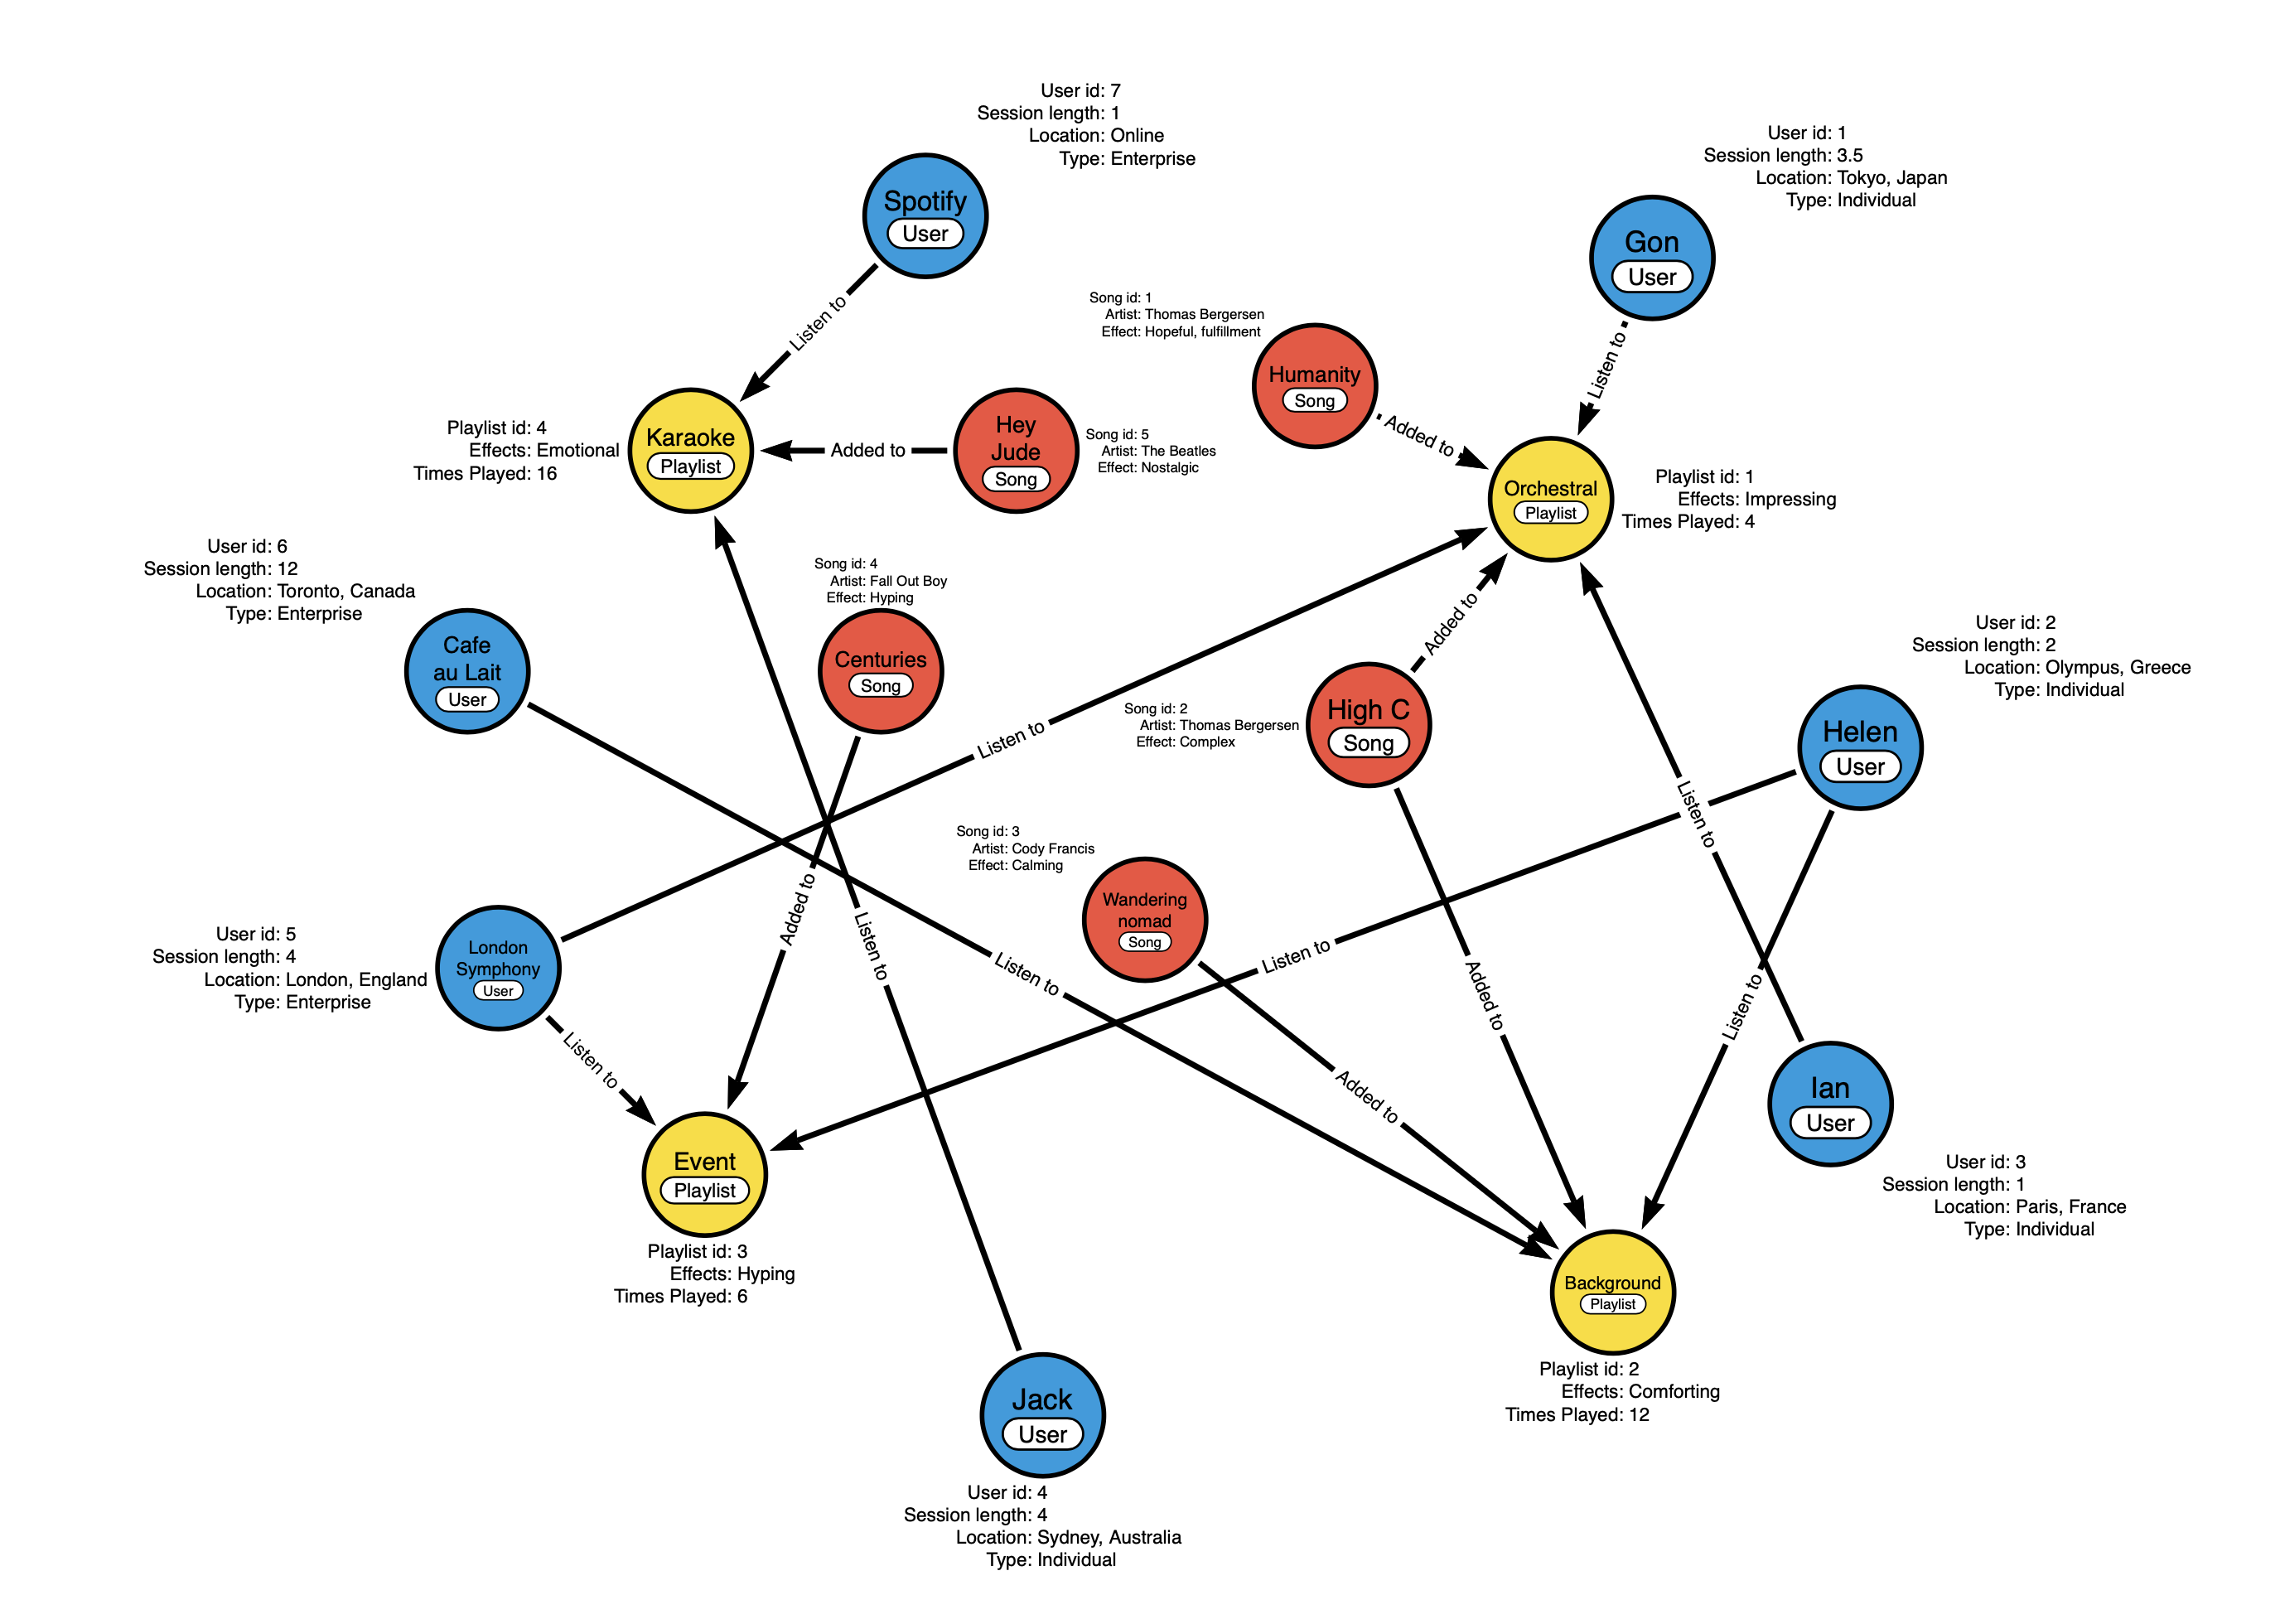 User id: 7
Session length: 1
Location: Online
Type: Enterprise
Spotify
User
Listen to
User id: 1
Session length: 3.5
Location: Tokyo, Japan
Type: Individual
Gon
User
Listen to
Song id: 1
Artist: Thomas Bergersen
Effect: Hopeful, fulfillment
Humanity
Song
Added to
Playlist id: 4
Effects: Emotional
Times Played: 16
Karaoke
Playlist
Added to
Hey
Jude
Song
Song id: 5
Artist: The Beatles
Effect: Nostalgic
Orchestral
Playlist
Playlist id: 1
Effects: Impressing
Times Played: 4
User id: 6
Session length: 12
Location: Toronto, Canada
Type: Enterprise
Cafe
au Lait
User
Song id: 4
Artist: Fall Out Boy
Effect: Hyping
Centuries
Song
Added to
Listen to
Song id: 2
Artist: Thomas Bergersen
Effect: Complex
High C
Song
User id: 2
Session length: 2
Location: Olympus, Greece
Type: Individual
Helen
User
Listen to
Song id: 3
Artist: Cody Francis
Effect: Calming
Wandering
nomad
Song
Added to
Listen to
Listen to
Listen to
Added to
Listen to
User id: 5
Session length: 4
Location: London, England
Type: Enterprise
London
Symphony
User
Listen to
Added to
Ian
User
User id: 3
Session length: 1
Location: Paris, France
Type: Individual
Event
Playlist
Playlist id: 3
Effects: Hyping
Times Played: 6
Background
Playlist
Playlist id: 2
Effects: Comforting
Times Played: 12
Jack
User
User id: 4
Session length: 4
Location: Sydney, Australia
Type: Individual